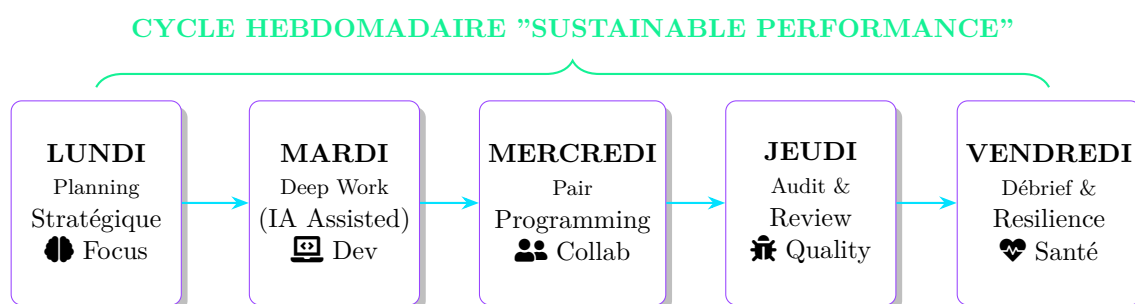 CYCLE HEBDOMADAIRE ”SUSTAINABLE PERFORMANCE”
LUNDI
Planning
Stratégique
Focus
MARDI
Deep Work
(IA Assisted)
Dev
MERCREDI
Pair
Programming
Collab
JEUDI
Audit &
Review
Quality
VENDREDI
Débrief &
Resilience
Santé